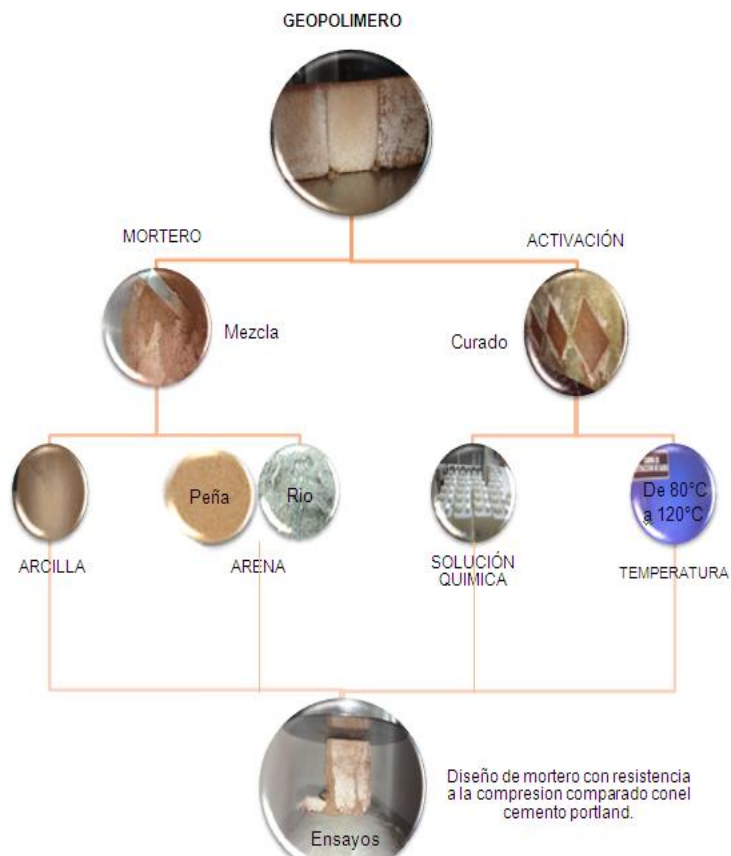 GEOPOLIMERO
MORTERO
ACTIVACIÓN
Mezcla
Curado
Peña
Rio
De 80°C
a 120°C
ARCILLA
ARENA
SOLUCIÓN
QUIMICA
TEMPERATURA
Ensayos
Diseño de mortero con resistencia
a la compresion comparado conel
cemento portland.